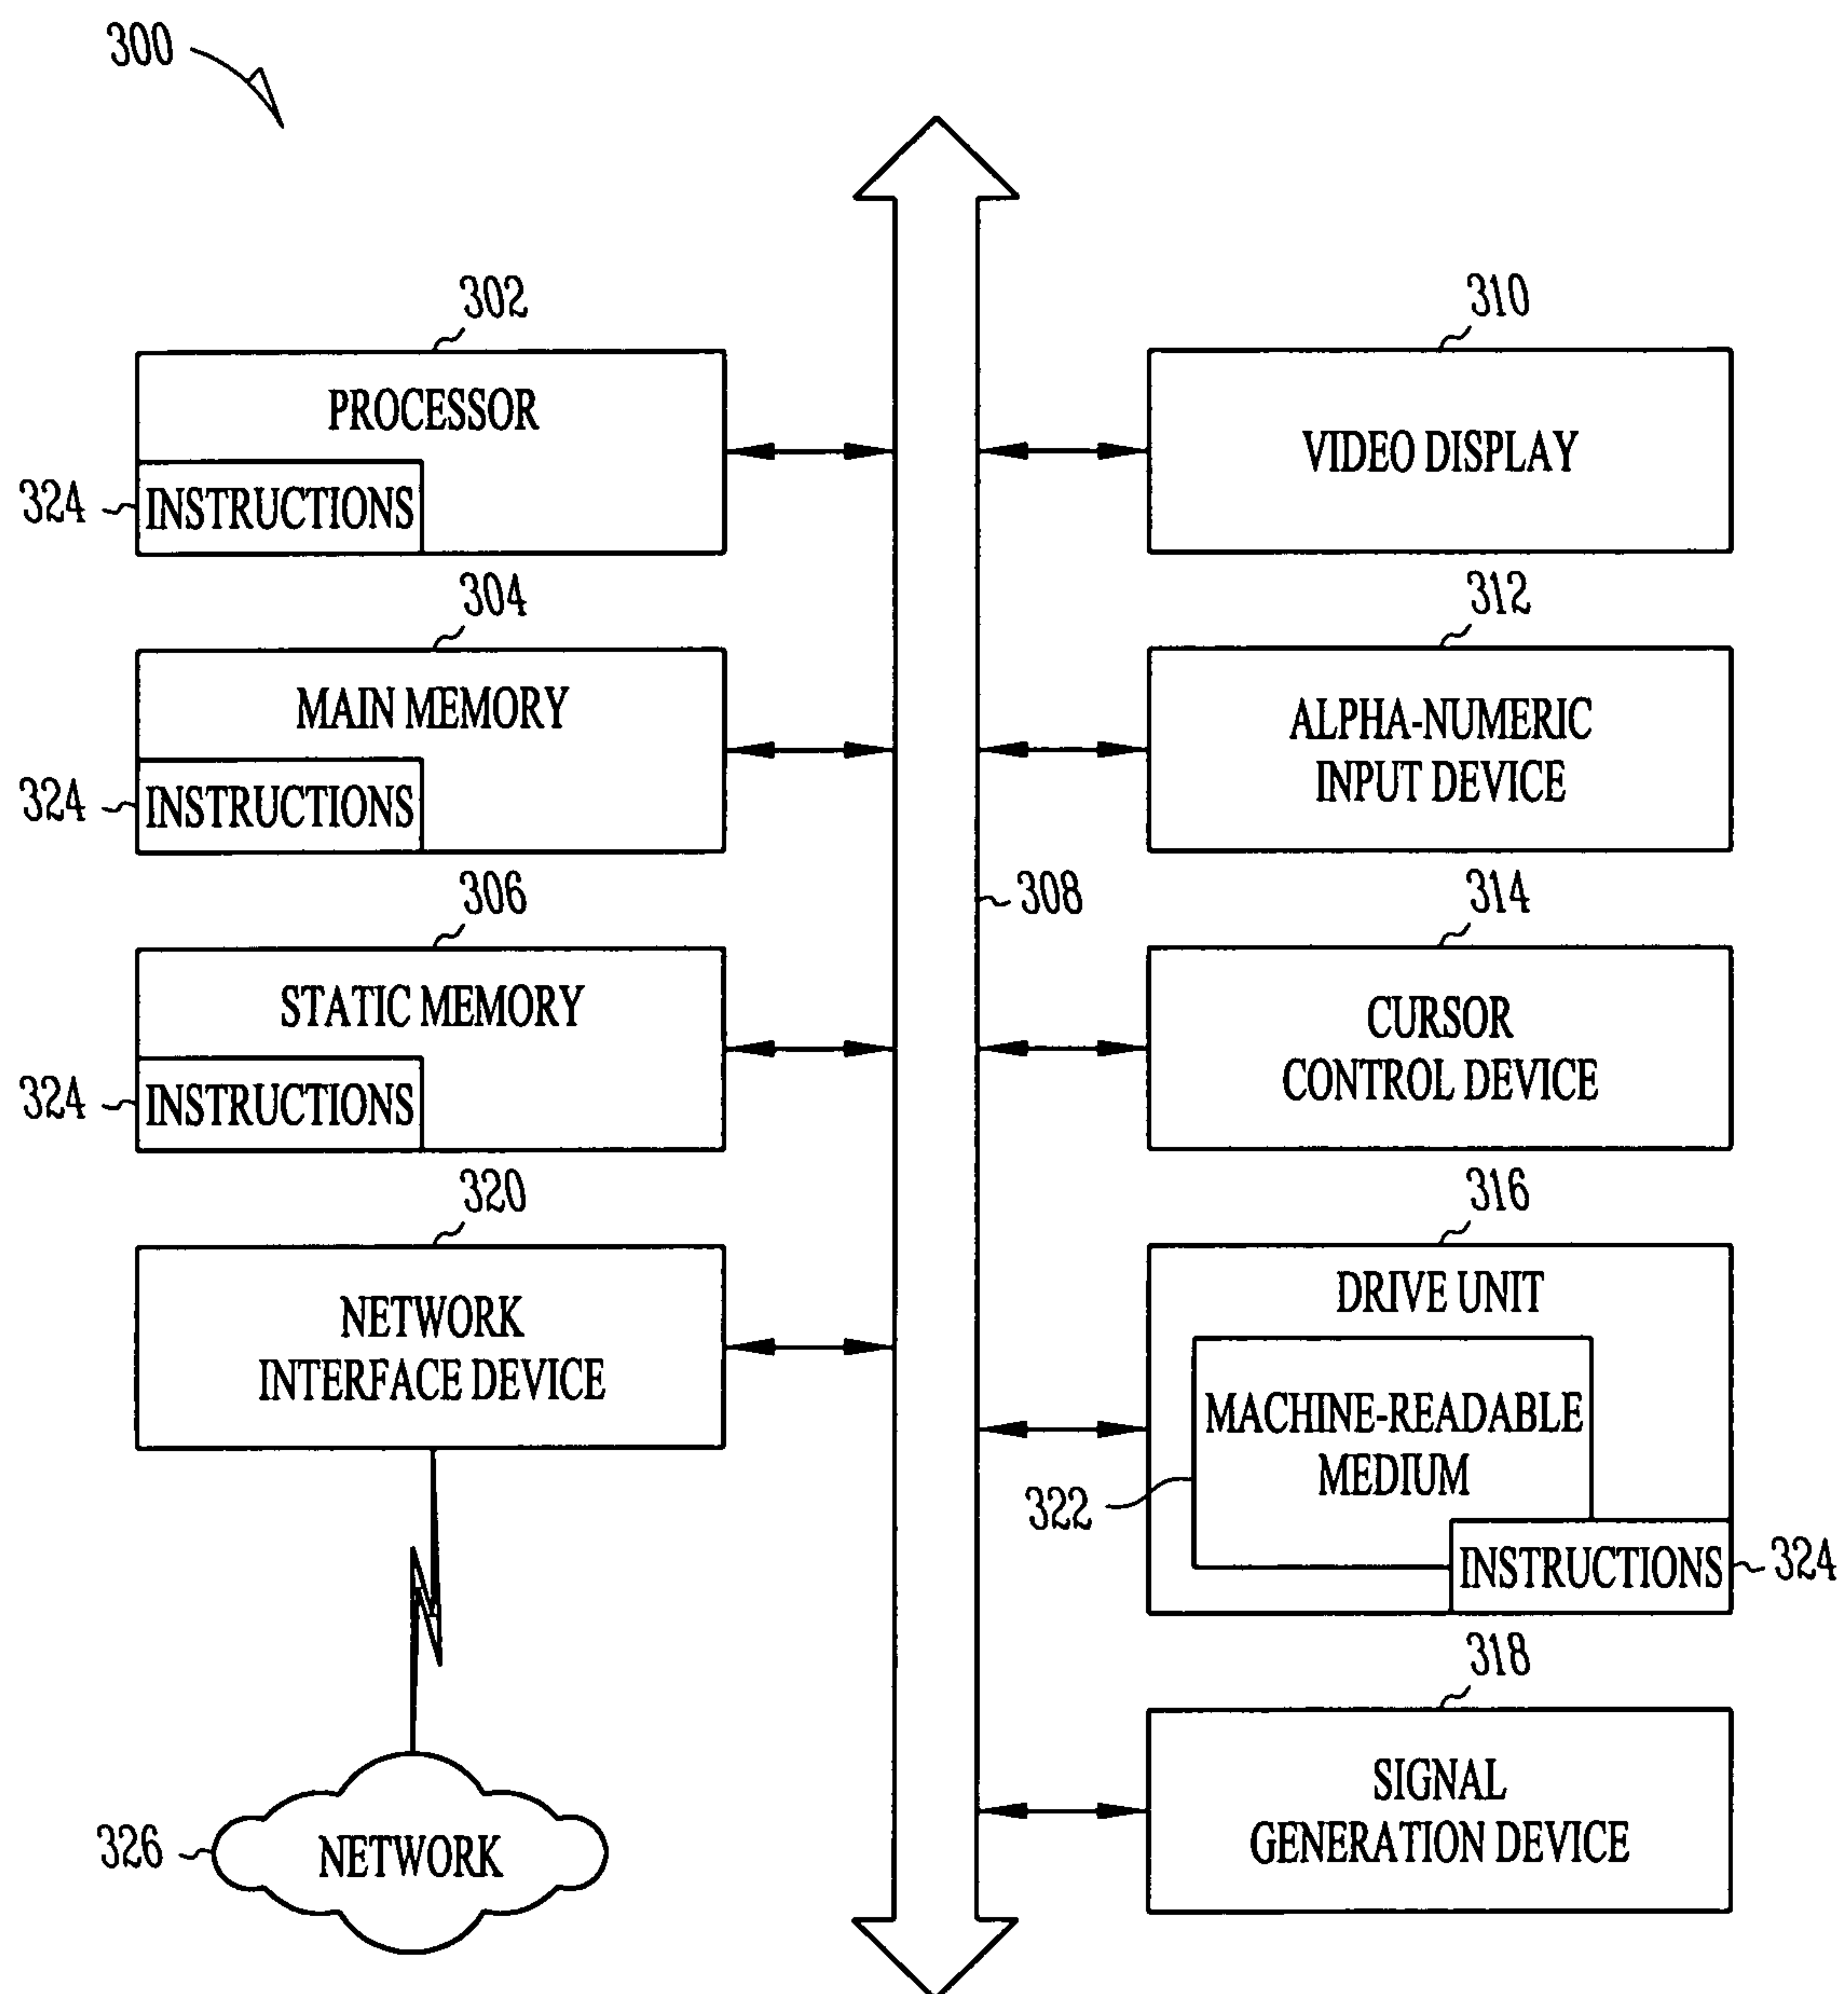 300
302
PROCESSOR
324
INSTRUCTIONS
304
MAIN MEMORY
324
INSTRUCTIONS
306
STATIC MEMORY
324
INSTRUCTIONS
320
NETWORK
INTERFACE DEVICE
326
NETWORK
308
310
VIDEO DISPLAY
312
ALPHA-NUMERIC
INPUT DEVICE
314
CURSOR
CONTROL DEVICE
316
DRIVE UNIT
MACHINE-READABLE
MEDIUM
322
INSTRUCTIONS
324
318
SIGNAL
GENERATION DEVICE